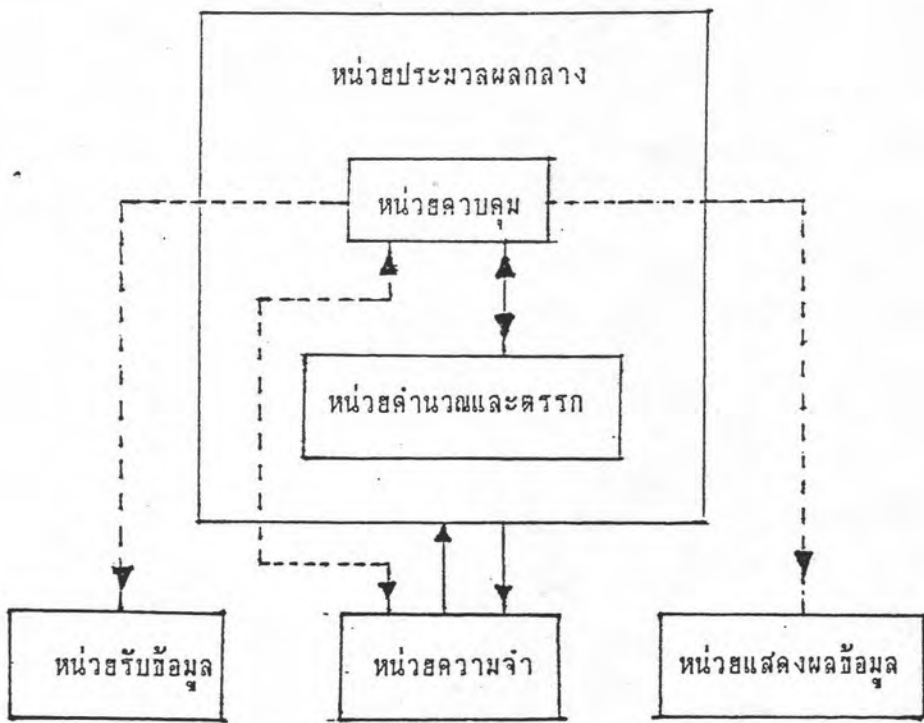 หน่วยประมวลผลกลาง
หน่วยควบคุม
หน่วยคำนวณและตรรก
หน่วยรับข้อมูล
หน่วยความจำ
หน่วยแสดงผลข้อมูล